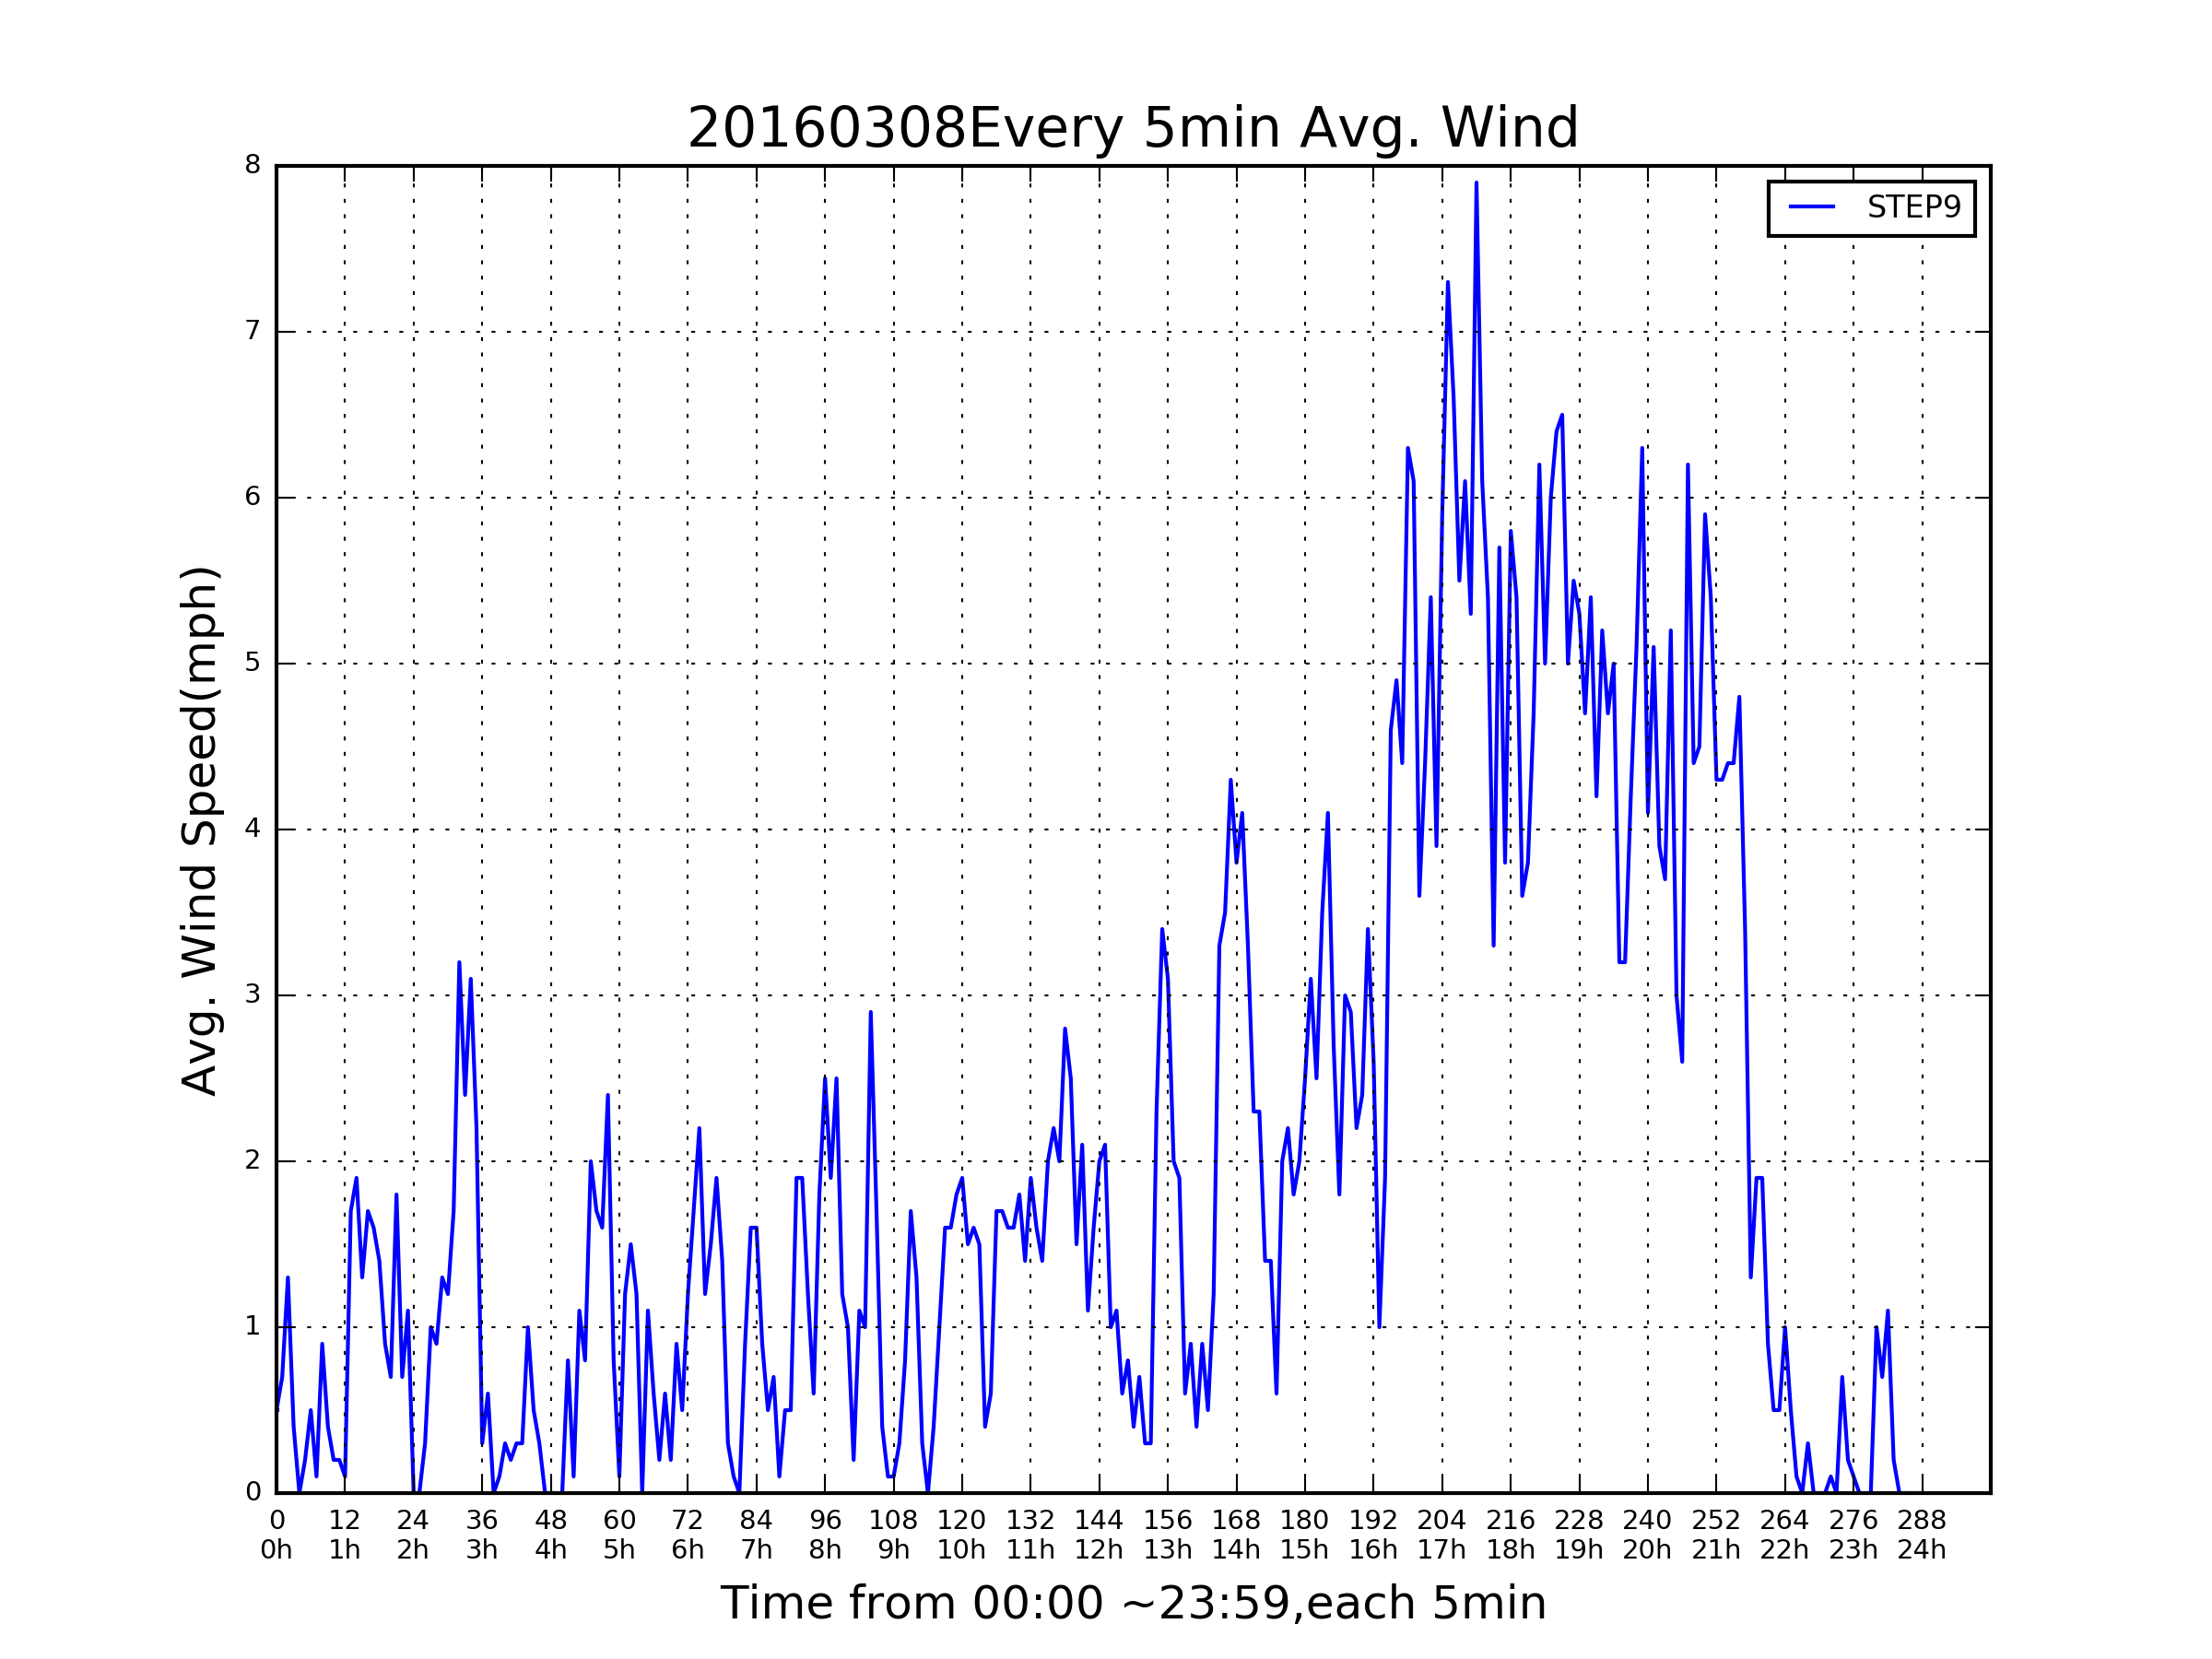 20160308Every 5min Avg. Wind
STEP9
8
7
6
5
4
3
2
1
0
Avg. Wind Speed(mph)
0 12 24 36 48 60 72 84 96 108 120 132 144 156 168 180 192 204 216 228 240 252 264 276 288
0h 1h 2h 3h 4h 5h 6h 7h 8h 9h 10h 11h 12h 13h 14h 15h 16h 17h 18h 19h 20h 21h 22h 23h 24h
Time from 00:00 ~23:59,each 5min